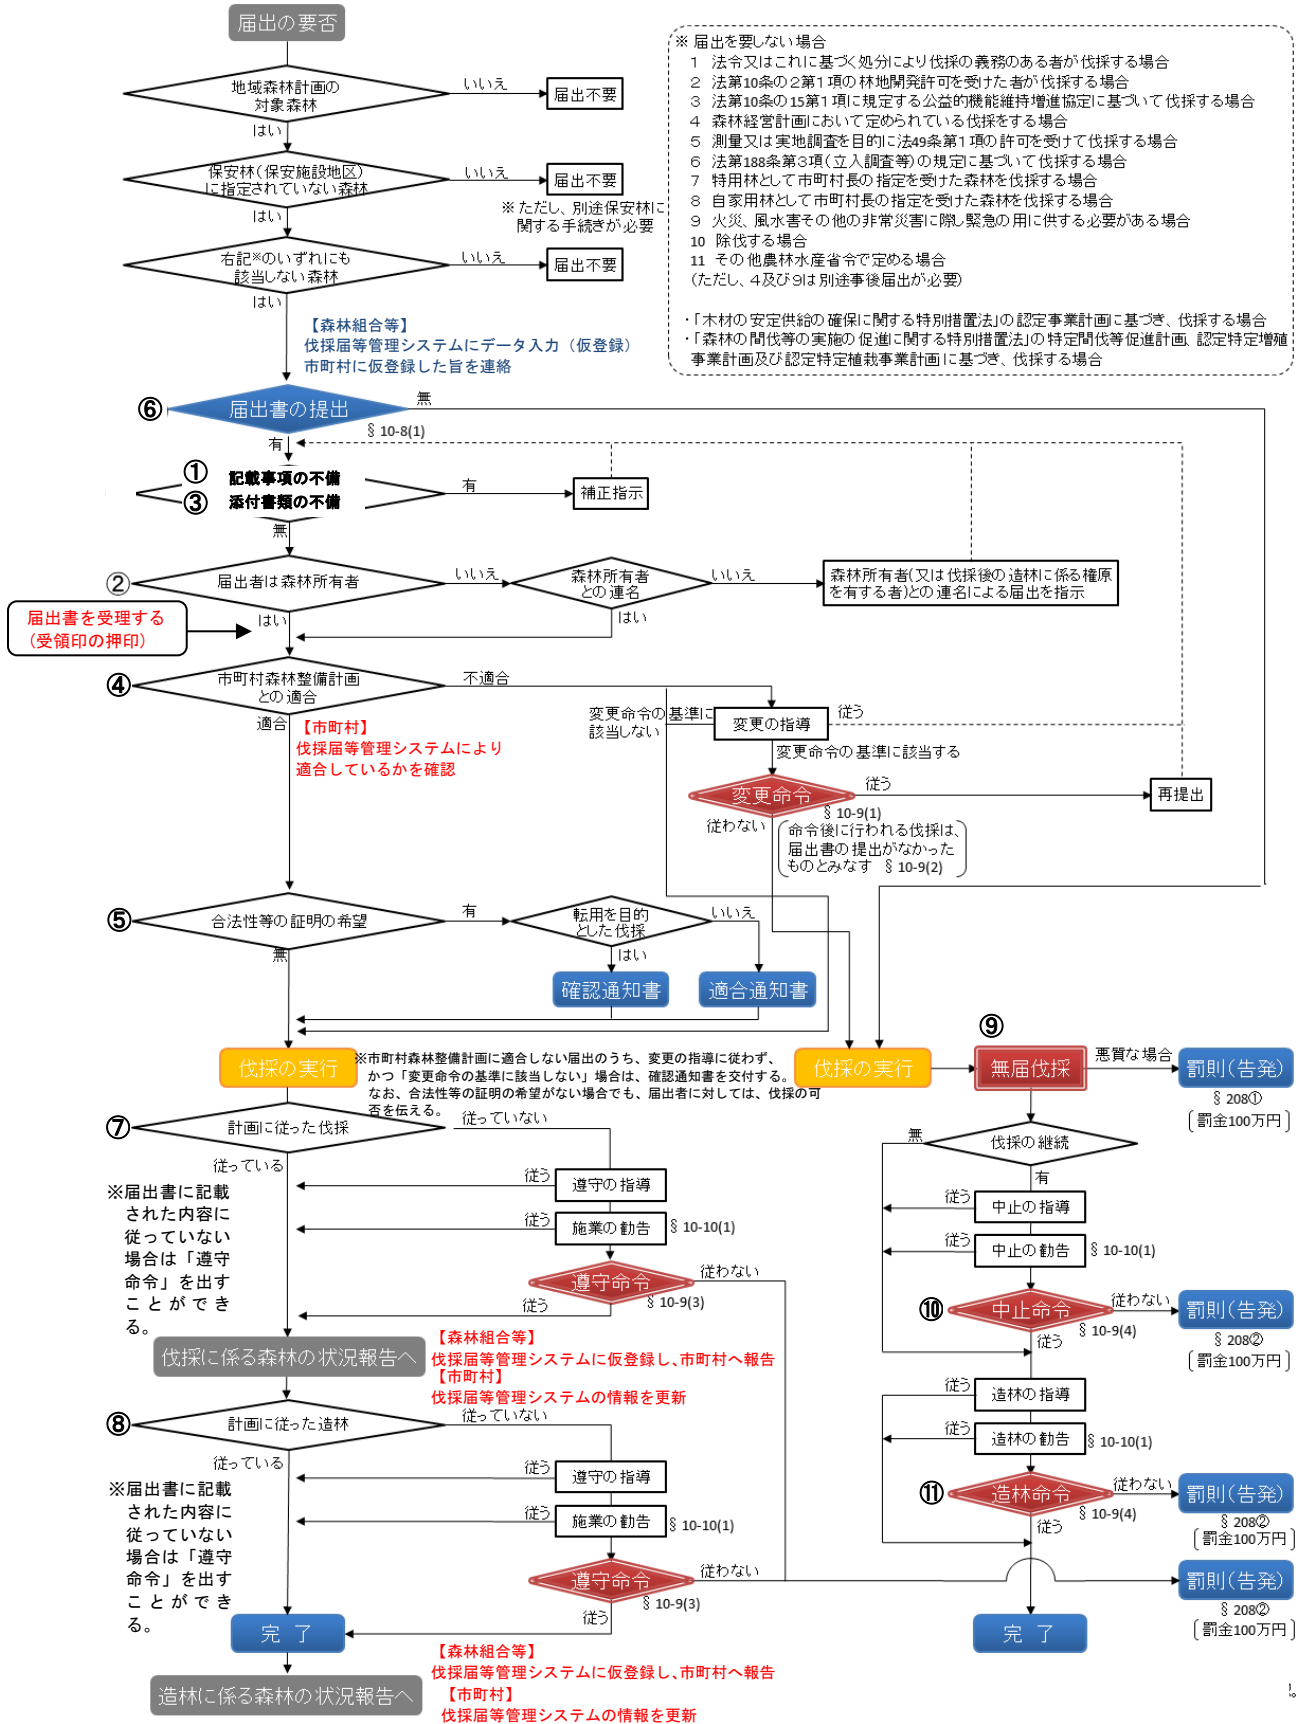 届出の要否
地域森林計画の
対象森林
いいえ
届出不要
はい
保安林(保安施設地区)
に指定されていない森林
いいえ
届出不要
※ただし、別途保安林に
関する手続きが必要
はい
右記※のいずれにも
該当しない森林
いいえ
届出不要
はい
※ 届出を要しない場合
1 法令又はこれに基づく処分により伐採の義務のある者が伐採する場合
2 法第10条の2第1項の林地開発許可を受けた者が伐採する場合
3 法第10条の15第1項に規定する公益的機能維持増進協定に基づいて伐採する場合
4 森林経営計画において定められている伐採をする場合
5 測量又は実地調査を目的に法49条第1項の許可を受けて伐採する場合
6 法第188条第3項(立入調査等)の規定に基づいて伐採する場合
7 特用林として市町村長の指定を受けた森林を伐採する場合
8 自家用林として市町村長の指定を受けた森林を伐採する場合
9 火災、風水害その他の非常災害に際し緊急の用に供する必要がある場合
10 除伐する場合
11 その他農林水産省令で定める場合
(ただし、4及び9は別途事後届出が必要)
・「木材の安定供給の確保に関する特別措置法」の認定事業計画に基づき、伐採する場合
・「森林の間伐等の実施の促進に関する特別措置法」の特定間伐等促進計画、認定特定増殖
事業計画及び認定特定植栽事業計画に基づき、伐採する場合
【森林組合等】
伐採届等管理システムにデータ入力（仮登録）
市町村に仮登録した旨を連絡
⑥
届出書の提出
無
§10-8(1)
有
①
記載事項の不備
③
添付書類の不備
有
補正指示
無
②
届出者は森林所有者
いいえ
森林所有者
との連名
いいえ
森林所有者(又は伐採後の造林に係る権原
を有する者)との連名による届出を指示
はい
はい
届出書を受理する
（受領印の押印）
④
市町村森林整備計画
との適合
不適合
適合
【市町村】
伐採届等管理システムにより
適合しているかを確認
変更命令の基準に
該当しない
変更の指導
従う
変更命令の基準に該当する
変更命令
従う
再提出
§10-9(1)
従わない
命令後に行われる伐採は、
届出書の提出がなかった
ものとみなす §10-9(2)
⑤
合法性等の証明の希望
有
転用を目的
とした伐採
いいえ
はい
無
確認通知書
適合通知書
伐採の実行
※市町村森林整備計画に適合しない届出のうち、変更の指導に従わず、
かつ「変更命令の基準に該当しない」場合は、確認通知書を交付する。
なお、合法性等の証明の希望がない場合でも、届出者に対しては、伐採の可
否を伝える。
伐採の実行
⑨
無届伐採
悪質な場合
罰則(告発)
§208①
〔罰金100万円〕
⑦
計画に従った伐採
従っていない
従っている
※届出書に記載
された内容に
従っていない
場合は「遵守
命令」を出す
ことができ
る。
従う
遵守の指導
従う
施業の勧告
§10-10(1)
遵守命令
従わない
§10-9(3)
従う
伐採の継続
無
有
従う
中止の指導
従う
中止の勧告
§10-10(1)
⑩
中止命令
従わない
罰則(告発)
§10-9(4)
§208②
〔罰金100万円〕
従う
伐採に係る森林の状況報告へ
【森林組合等】
伐採届等管理システムに仮登録し、市町村へ報告
【市町村】
伐採届等管理システムの情報を更新
⑧
計画に従った造林
従っていない
従っている
※届出書に記載
された内容に
従っていない
場合は「遵守
命令」を出す
ことができ
る。
従う
遵守の指導
従う
施業の勧告
§10-10(1)
遵守命令
従わない
§10-9(3)
従う
従う
造林の指導
従う
造林の勧告
§10-10(1)
⑪
造林命令
従わない
罰則(告発)
§10-9(4)
§208②
〔罰金100万円〕
従う
罰則(告発)
§208②
〔罰金100万円〕
完 了
完 了
【森林組合等】
伐採届等管理システムに仮登録し、市町村へ報告
【市町村】
伐採届等管理システムの情報を更新
造林に係る森林の状況報告へ